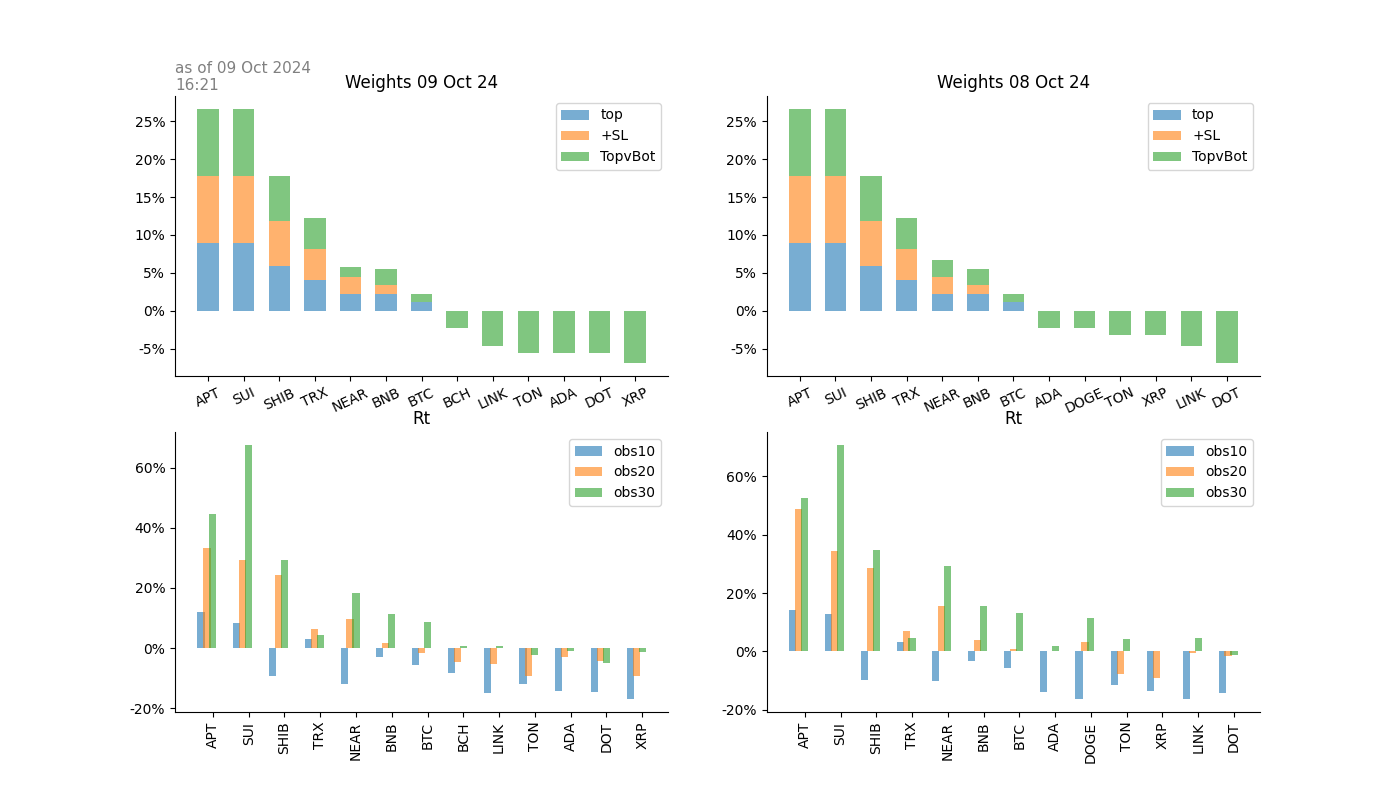 as of 09 Oct 2024
16:21
Weights 09 Oct 24
25%
20%
15%
10%
5%
0%
-5%
top
+SL
TopvBot
APT SUI SHIB TRX NEAR BNB BTC BCH LINK TON ADA DOT XRP
Weights 08 Oct 24
25%
20%
15%
10%
5%
0%
-5%
top
+SL
TopvBot
APT SUI SHIB TRX NEAR BNB BTC ADA DOGE TON XRP LINK DOT
Rt
60%
40%
20%
0%
-20%
obs10
obs20
obs30
APT SUI SHIB TRX NEAR BNB BTC BCH LINK TON ADA DOT XRP
Rt
60%
40%
20%
0%
-20%
obs10
obs20
obs30
APT SUI SHIB TRX NEAR BNB BTC ADA DOGE TON XRP LINK DOT